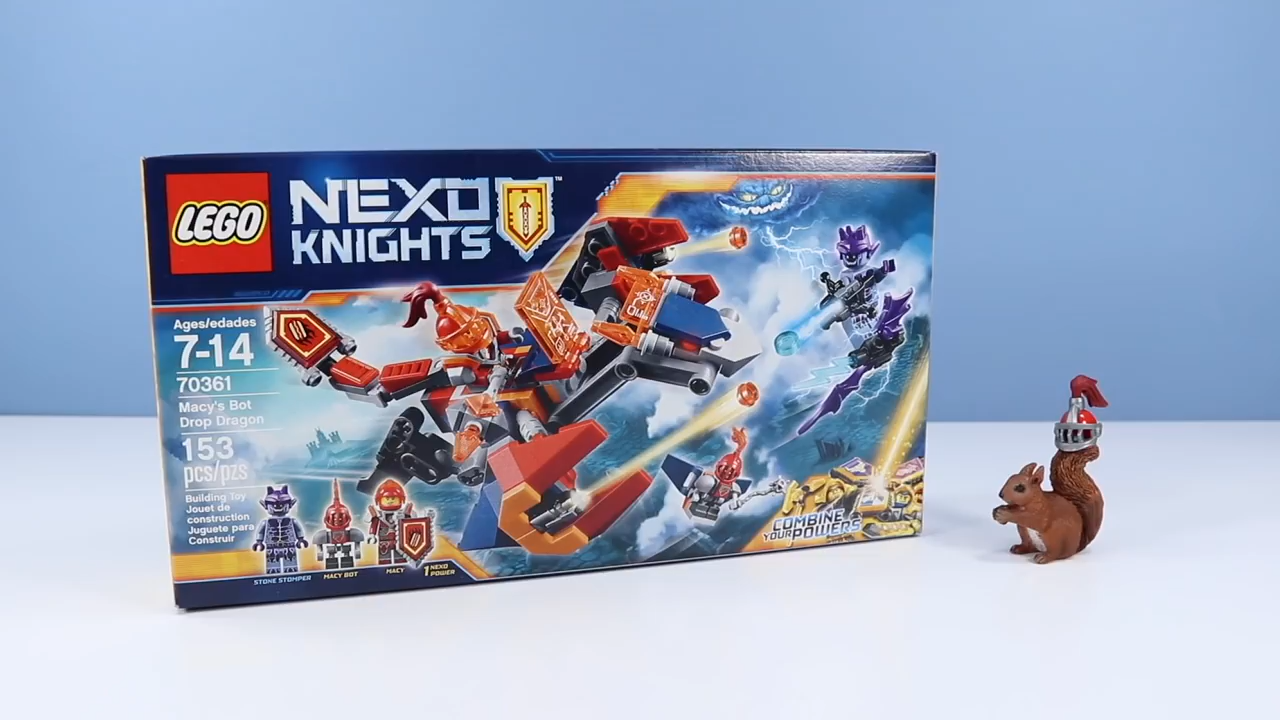 LEGO
NEXO
KNIGHTS
™
Ages/edades
7-14
70361
Macy's Bot
Drop Dragon
153
pcs/pzs
Building Toy
Jouet de
construction
Juguete para
Construir
STONE STOMPER
MACY BOT
MACY
1 NEXO
POWER
COMBINE
YOUR POWERS